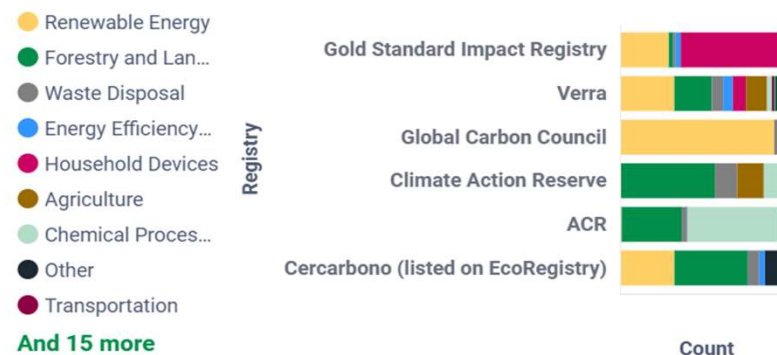 Renewable Energy
Forestry and Lan...
Waste Disposal
Energy Efficiency...
Household Devices
Agriculture
Chemical Proces...
Other
Transportation
And 15 more
Registry
Gold Standard Impact Registry
Verra
Global Carbon Council
Climate Action Reserve
ACR
Cercarbono (listed on EcoRegistry)
Count